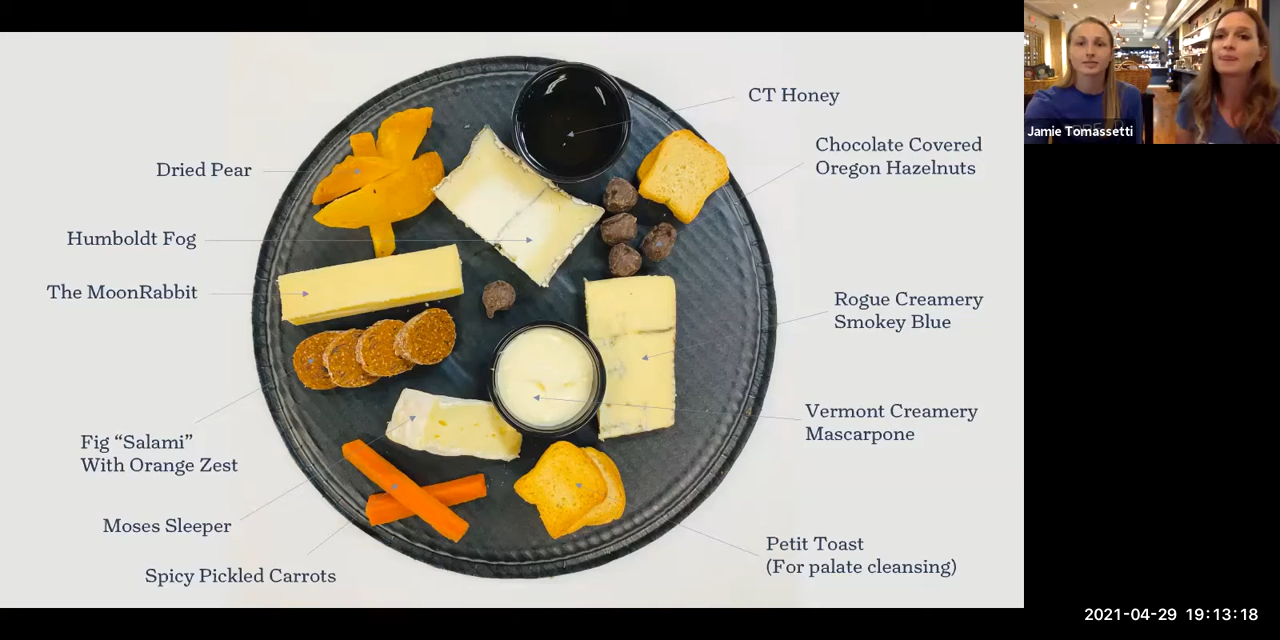 CT Honey
Chocolate Covered
Oregon Hazelnuts
Dried Pear
Humboldt Fog
The MoonRabbit
Rogue Creamery
Smokey Blue
Vermont Creamery
Mascarpone
Fig “Salami”
With Orange Zest
Moses Sleeper
Petit Toast
(For palate cleansing)
Spicy Pickled Carrots
Jamie Tomassetti
2021-04-29 19:13:18